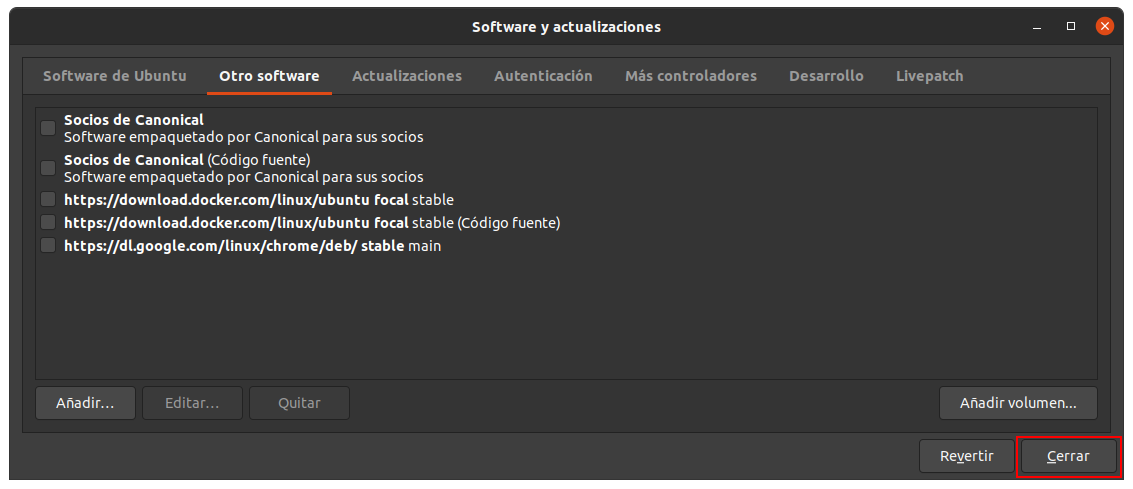 Software y actualizaciones
Software de Ubuntu Otro software Actualizaciones Autenticación Más controladores Desarrollo Livepatch
Socios de Canonical
Software empaquetado por Canonical para sus socios
Socios de Canonical (Código fuente)
Software empaquetado por Canonical para sus socios
https://download.docker.com/linux/ubuntu focal stable
https://download.docker.com/linux/ubuntu focal stable (Código fuente)
https://dl.google.com/linux/chrome/deb/ stable main
Añadir... Editar... Quitar Añadir volumen...
Revertir Cerrar